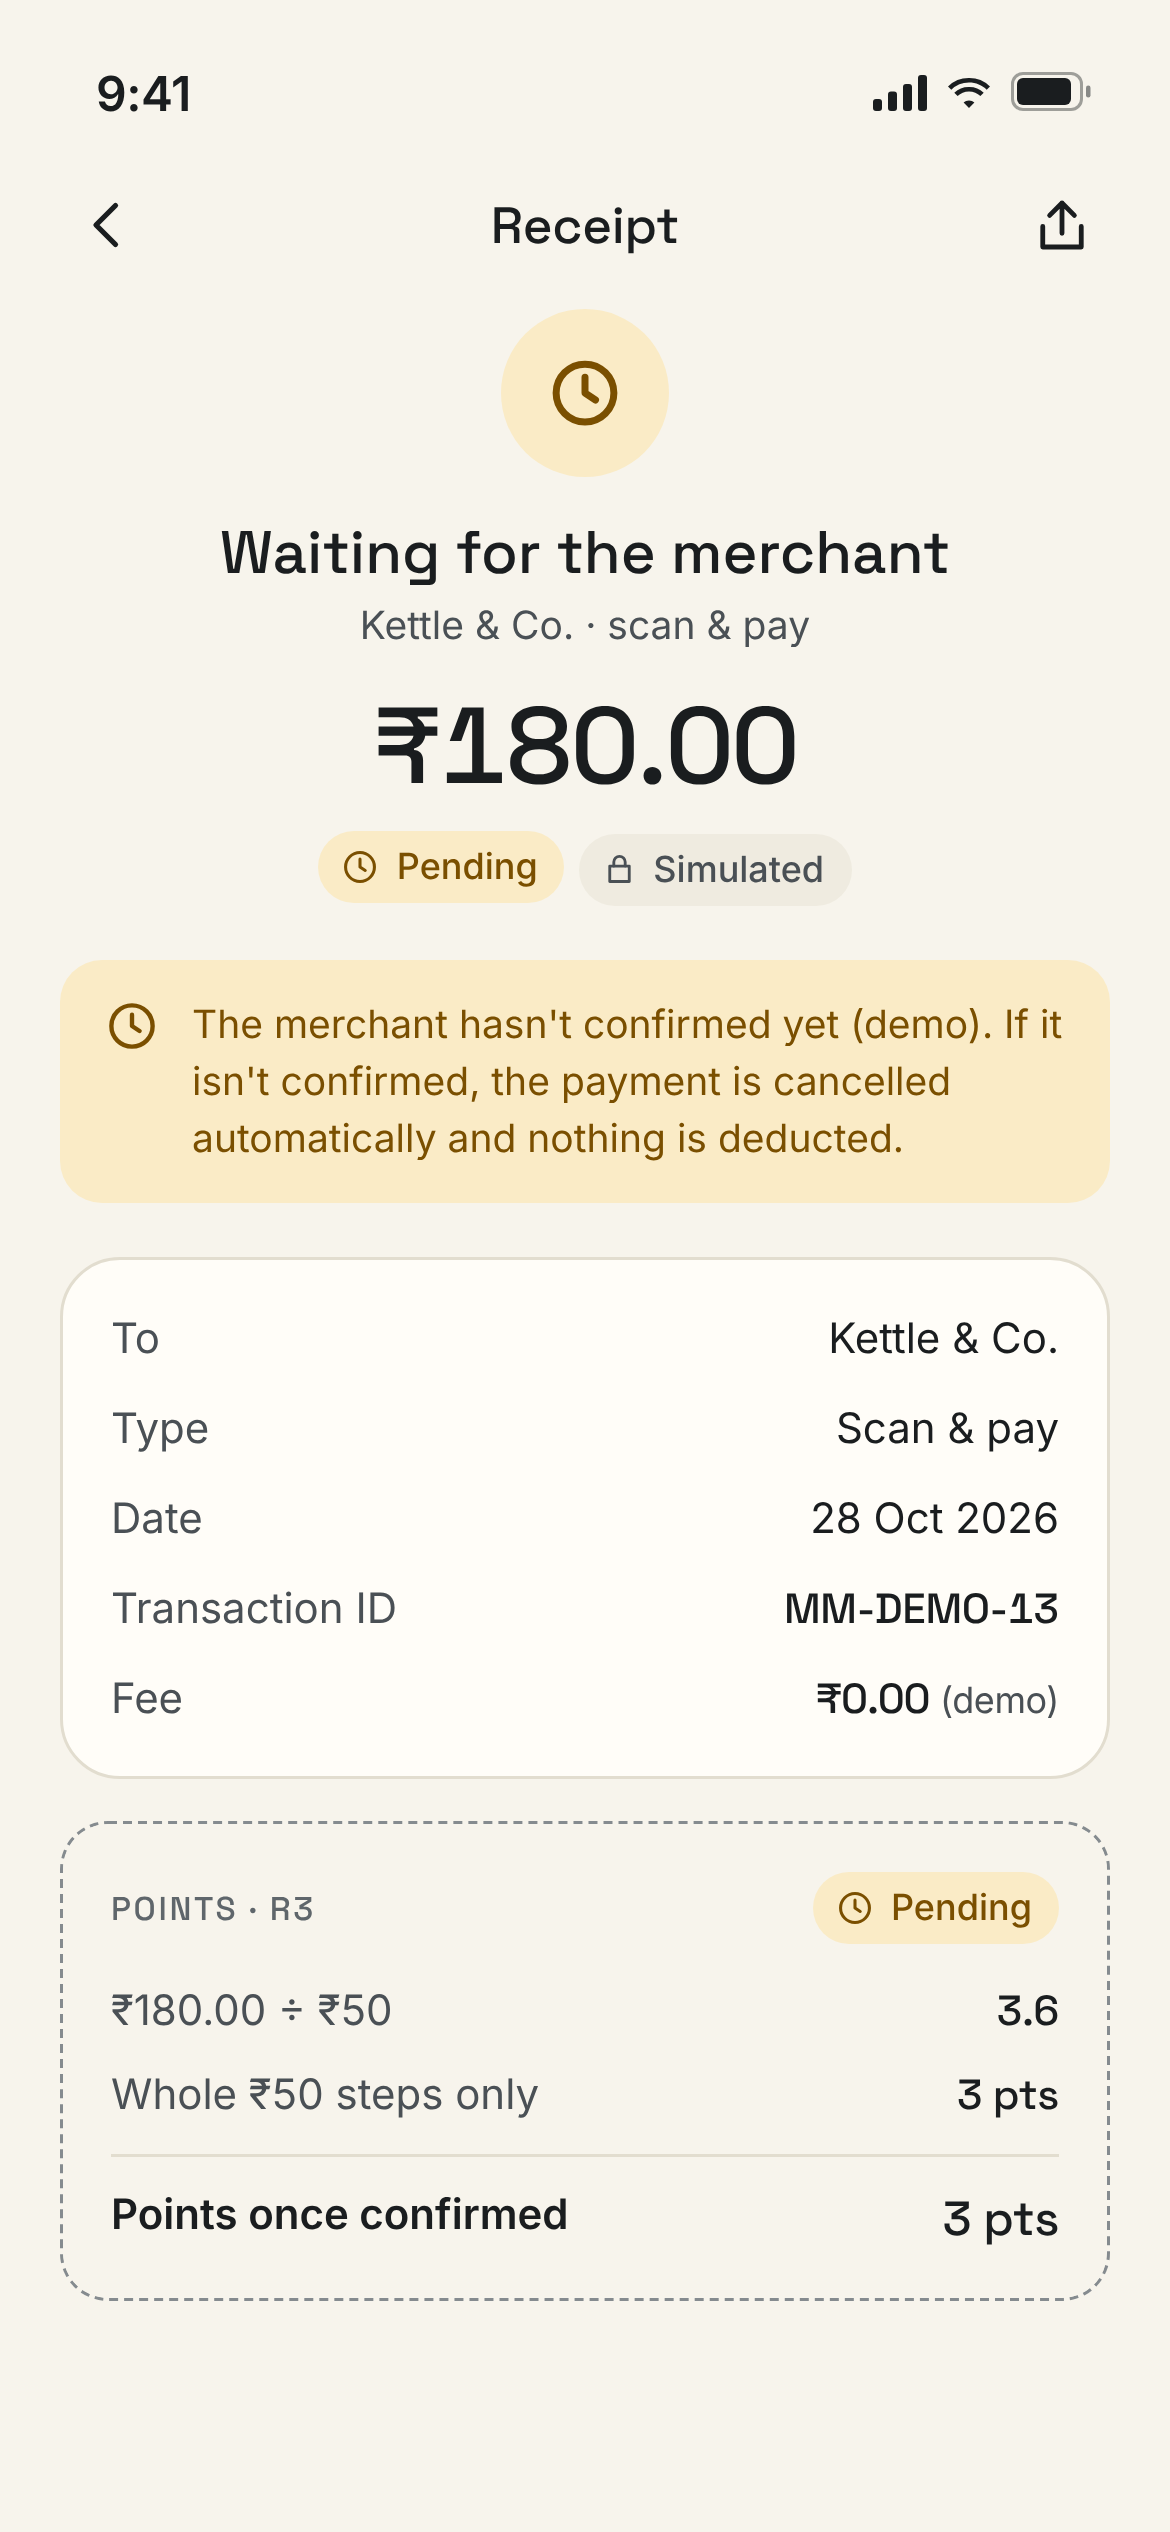 9:41
Receipt
Waiting for the merchant
Kettle & Co. · scan & pay
₹180.00
Pending
Simulated
The merchant hasn't confirmed yet (demo). If it
isn't confirmed, the payment is cancelled
automatically and nothing is deducted.
To Kettle & Co.
Type Scan & pay
Date 28 Oct 2026
Transaction ID MM-DEMO-13
Fee ₹0.00 (demo)
POINTS · R3 Pending
₹180.00 ÷ ₹50 3.6
Whole ₹50 steps only 3 pts
Points once confirmed 3 pts